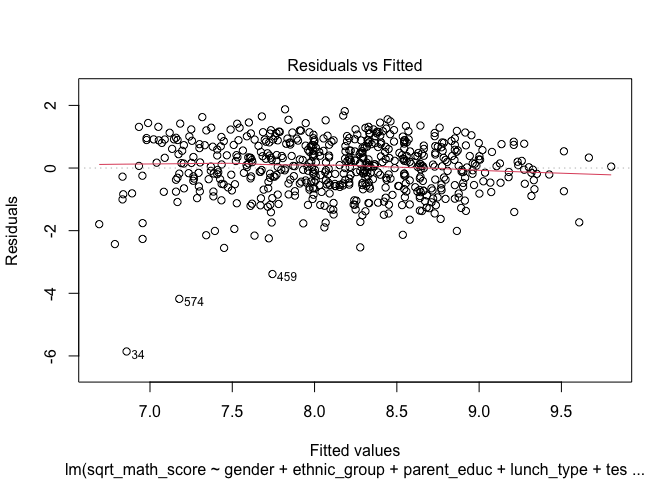 Residuals vs Fitted
Residuals
2
0
-2
-4
-6
459
574
34
7.0 7.5 8.0 8.5 9.0 9.5
Fitted values
lm(sqrt_math_score ~ gender + ethnic_group + parent_educ + lunch_type + tes ...